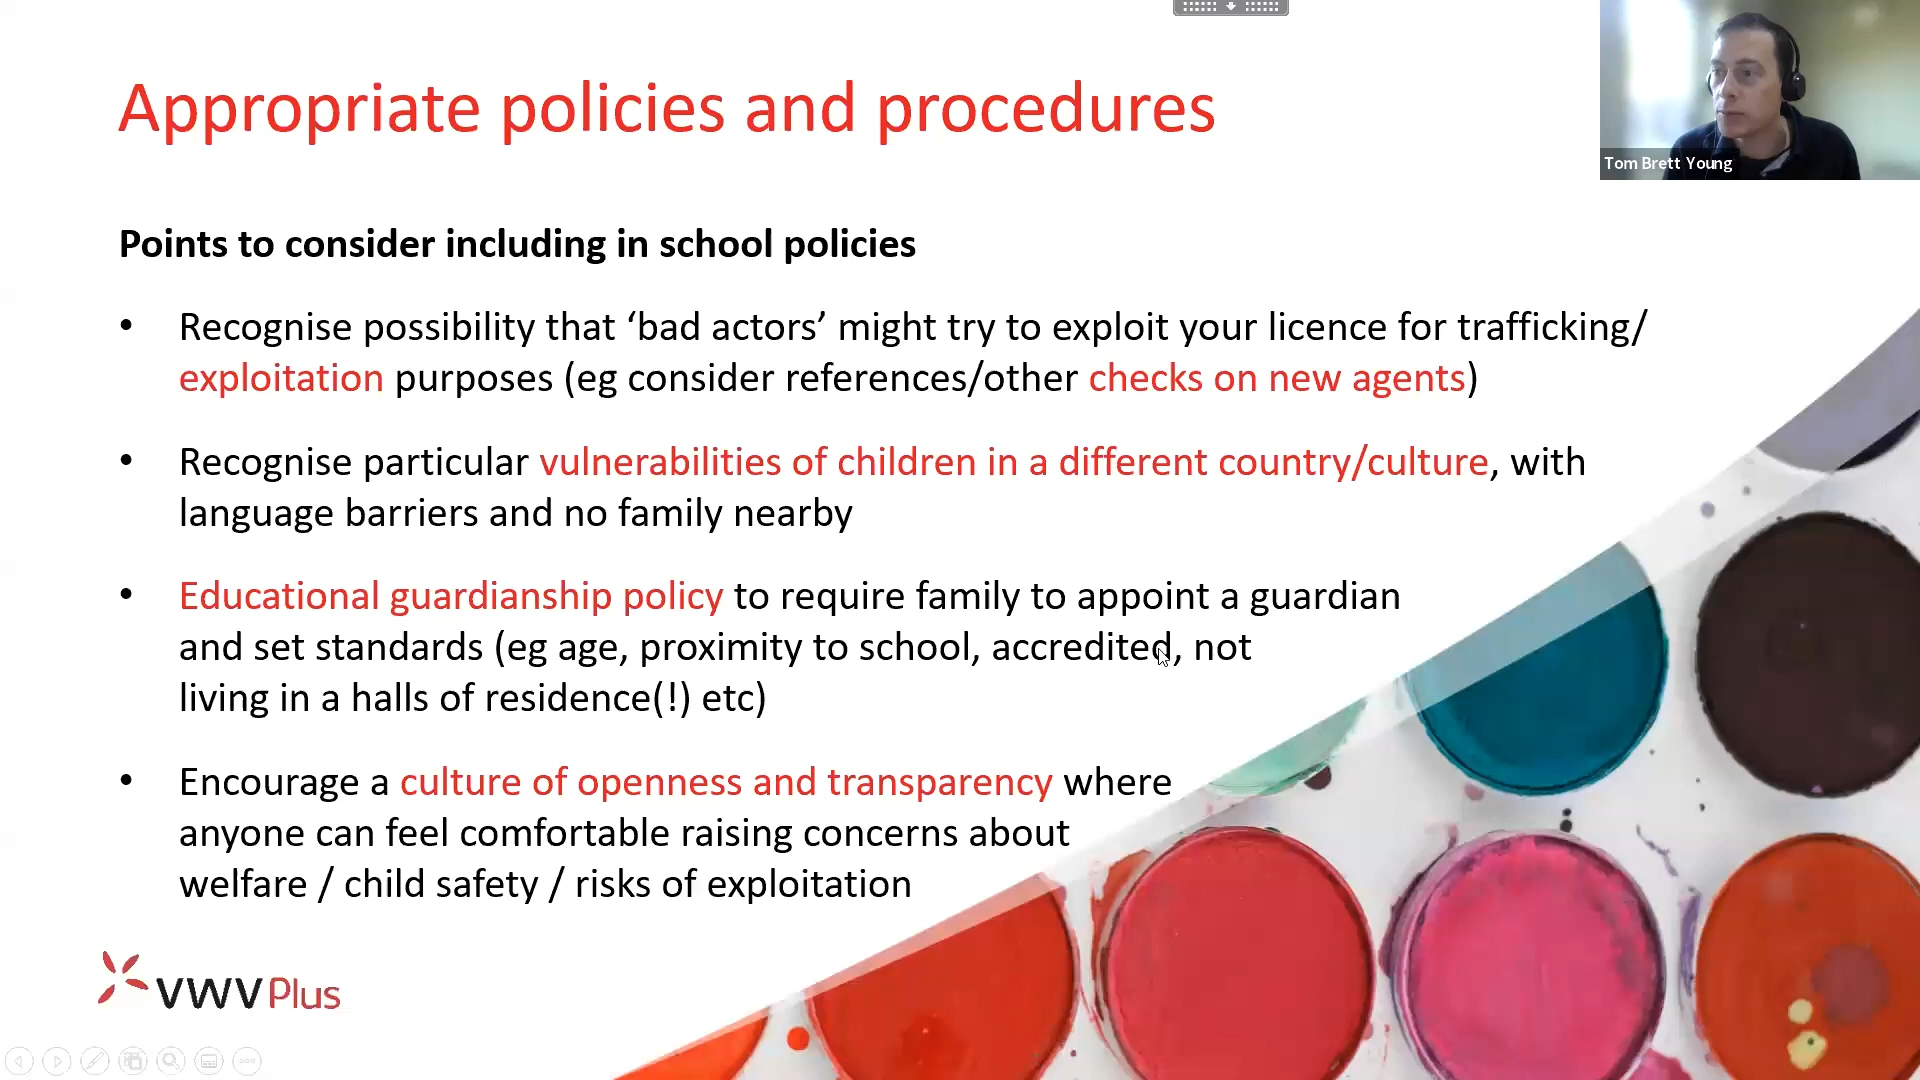 Appropriate policies and procedures
Tom Brett Young
Points to consider including in school policies
• Recognise possibility that ‘bad actors’ might try to exploit your licence for trafficking/
exploitation purposes (eg consider references/other checks on new agents)
• Recognise particular vulnerabilities of children in a different country/culture, with
language barriers and no family nearby
• Educational guardianship policy to require family to appoint a guardian
and set standards (eg age, proximity to school, accredited, not
living in a halls of residence(!) etc)
• Encourage a culture of openness and transparency where
anyone can feel comfortable raising concerns about
welfare / child safety / risks of exploitation
VWV Plus